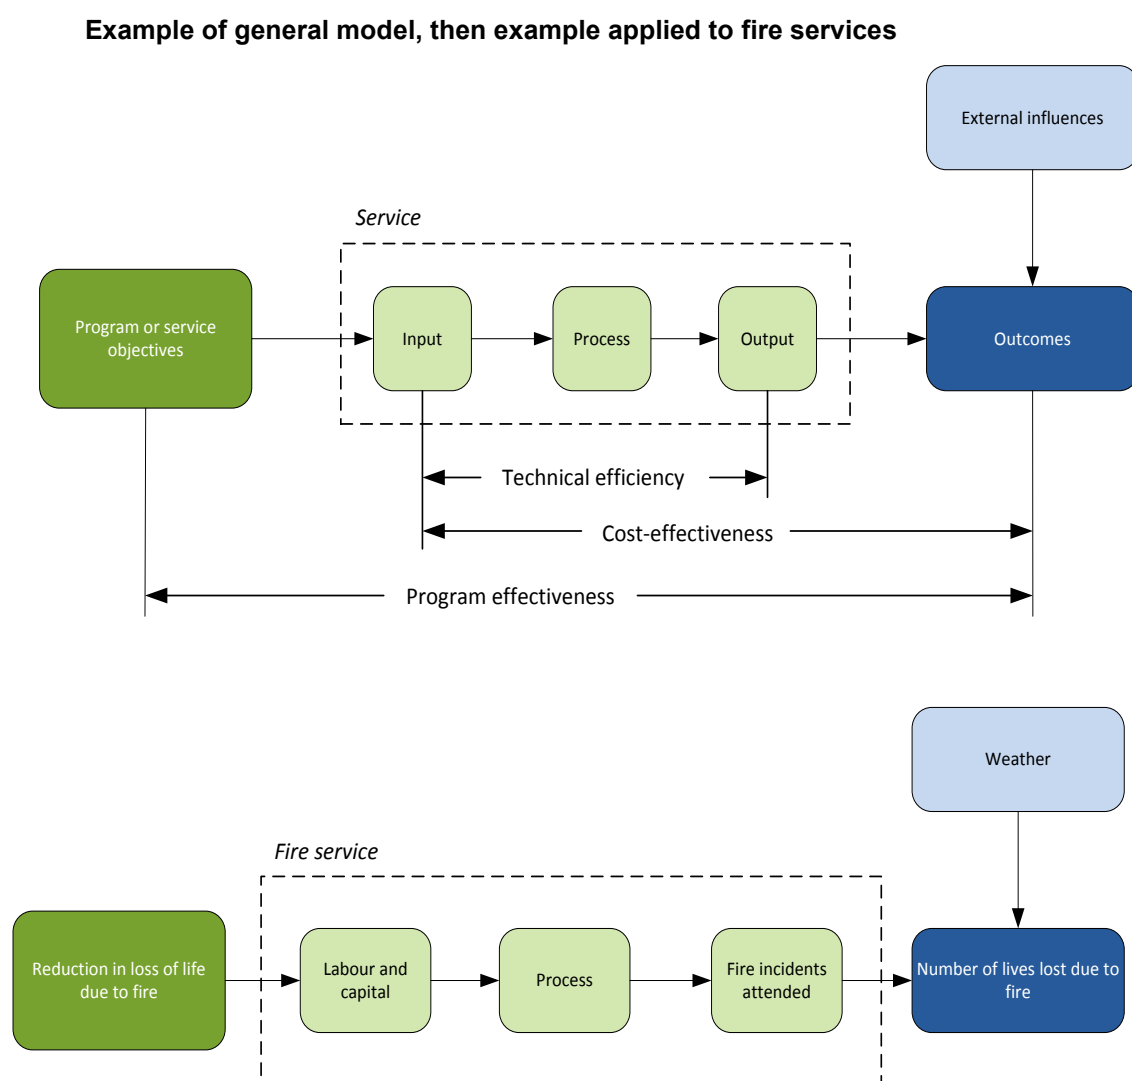 Example of general model, then example applied to fire services
External influences
Service
Program or service
objectives
Input
Process
Output
Outcomes
Technical efficiency
Cost-effectiveness
Program effectiveness
Weather
Fire service
Reduction in loss of life
due to fire
Labour and
capital
Process
Fire incidents
attended
Number of lives lost due to
fire